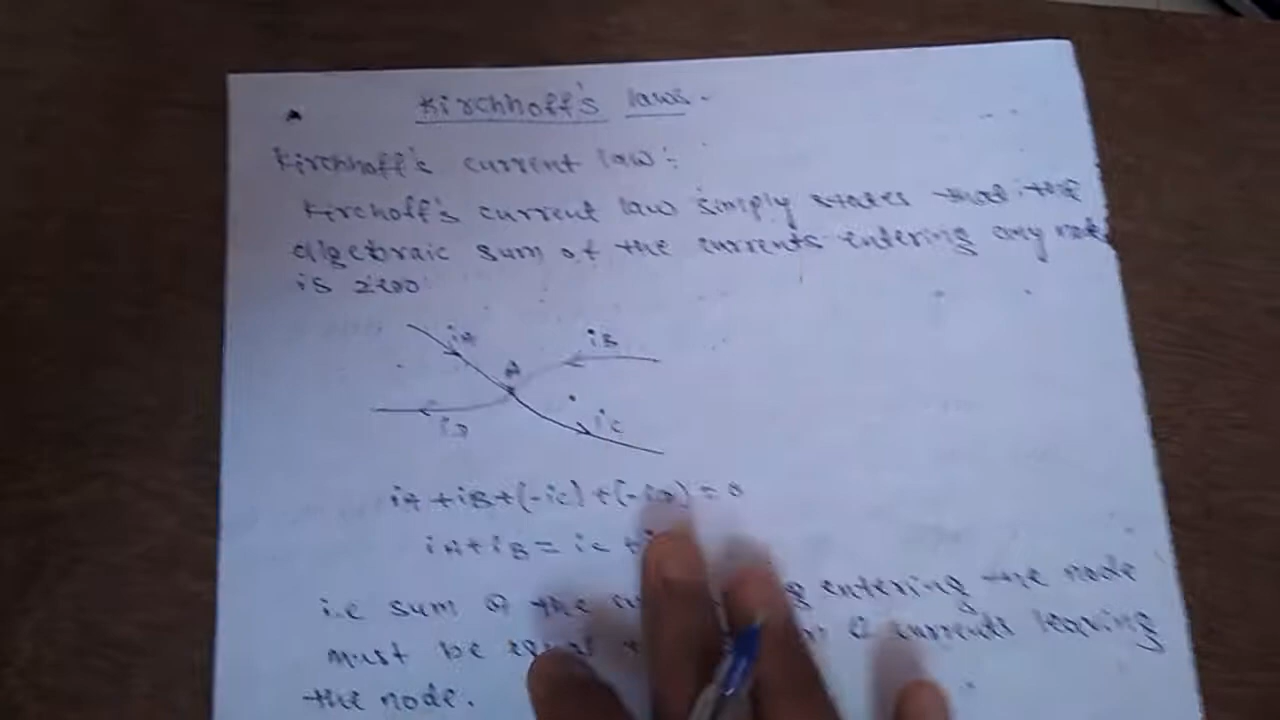 Kirchhoff's laws.
Kirchhoff's current law:
Kirchoff's current law simply states that the
algebraic sum of the currents entering any node
is zero
iA
iB
A
iD
iC
iA + iB + (-iC) + (-iD) = 0
iA + iB = iC +
i.e sum of the entering the node
must be equal currents leaving
the node.